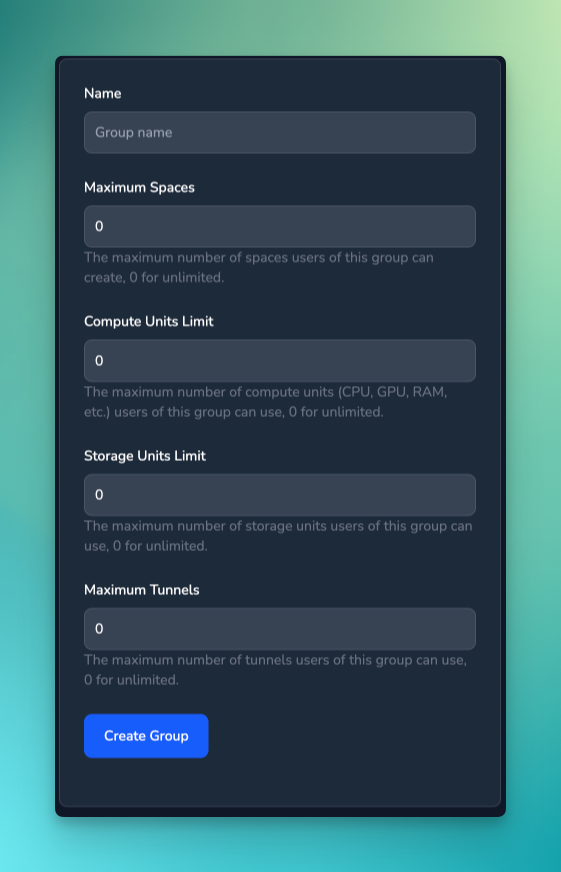 Name
Group name
Maximum Spaces
0
The maximum number of spaces users of this group can
create, 0 for unlimited.
Compute Units Limit
0
The maximum number of compute units (CPU, GPU, RAM,
etc.) users of this group can use, 0 for unlimited.
Storage Units Limit
0
The maximum number of storage units users of this group can
use, 0 for unlimited.
Maximum Tunnels
0
The maximum number of tunnels users of this group can use,
0 for unlimited.
Create Group